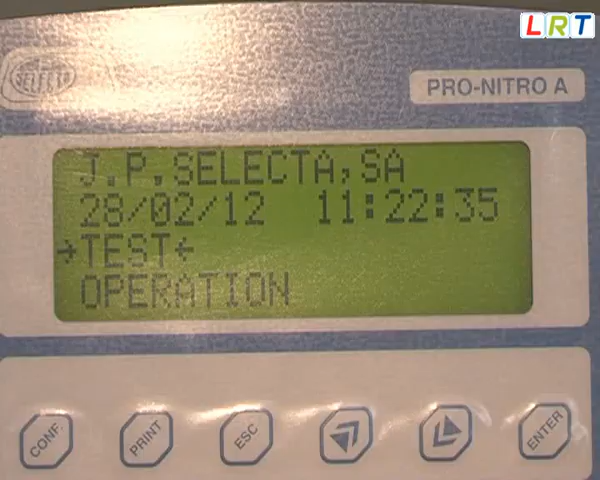 LRT
SELECTA
PRO-NITRO A
J.P.SELECTA,SA
28/02/12 11:22:35
→TEST←
OPERATION
CONF.
PRINT
ESC
ENTER